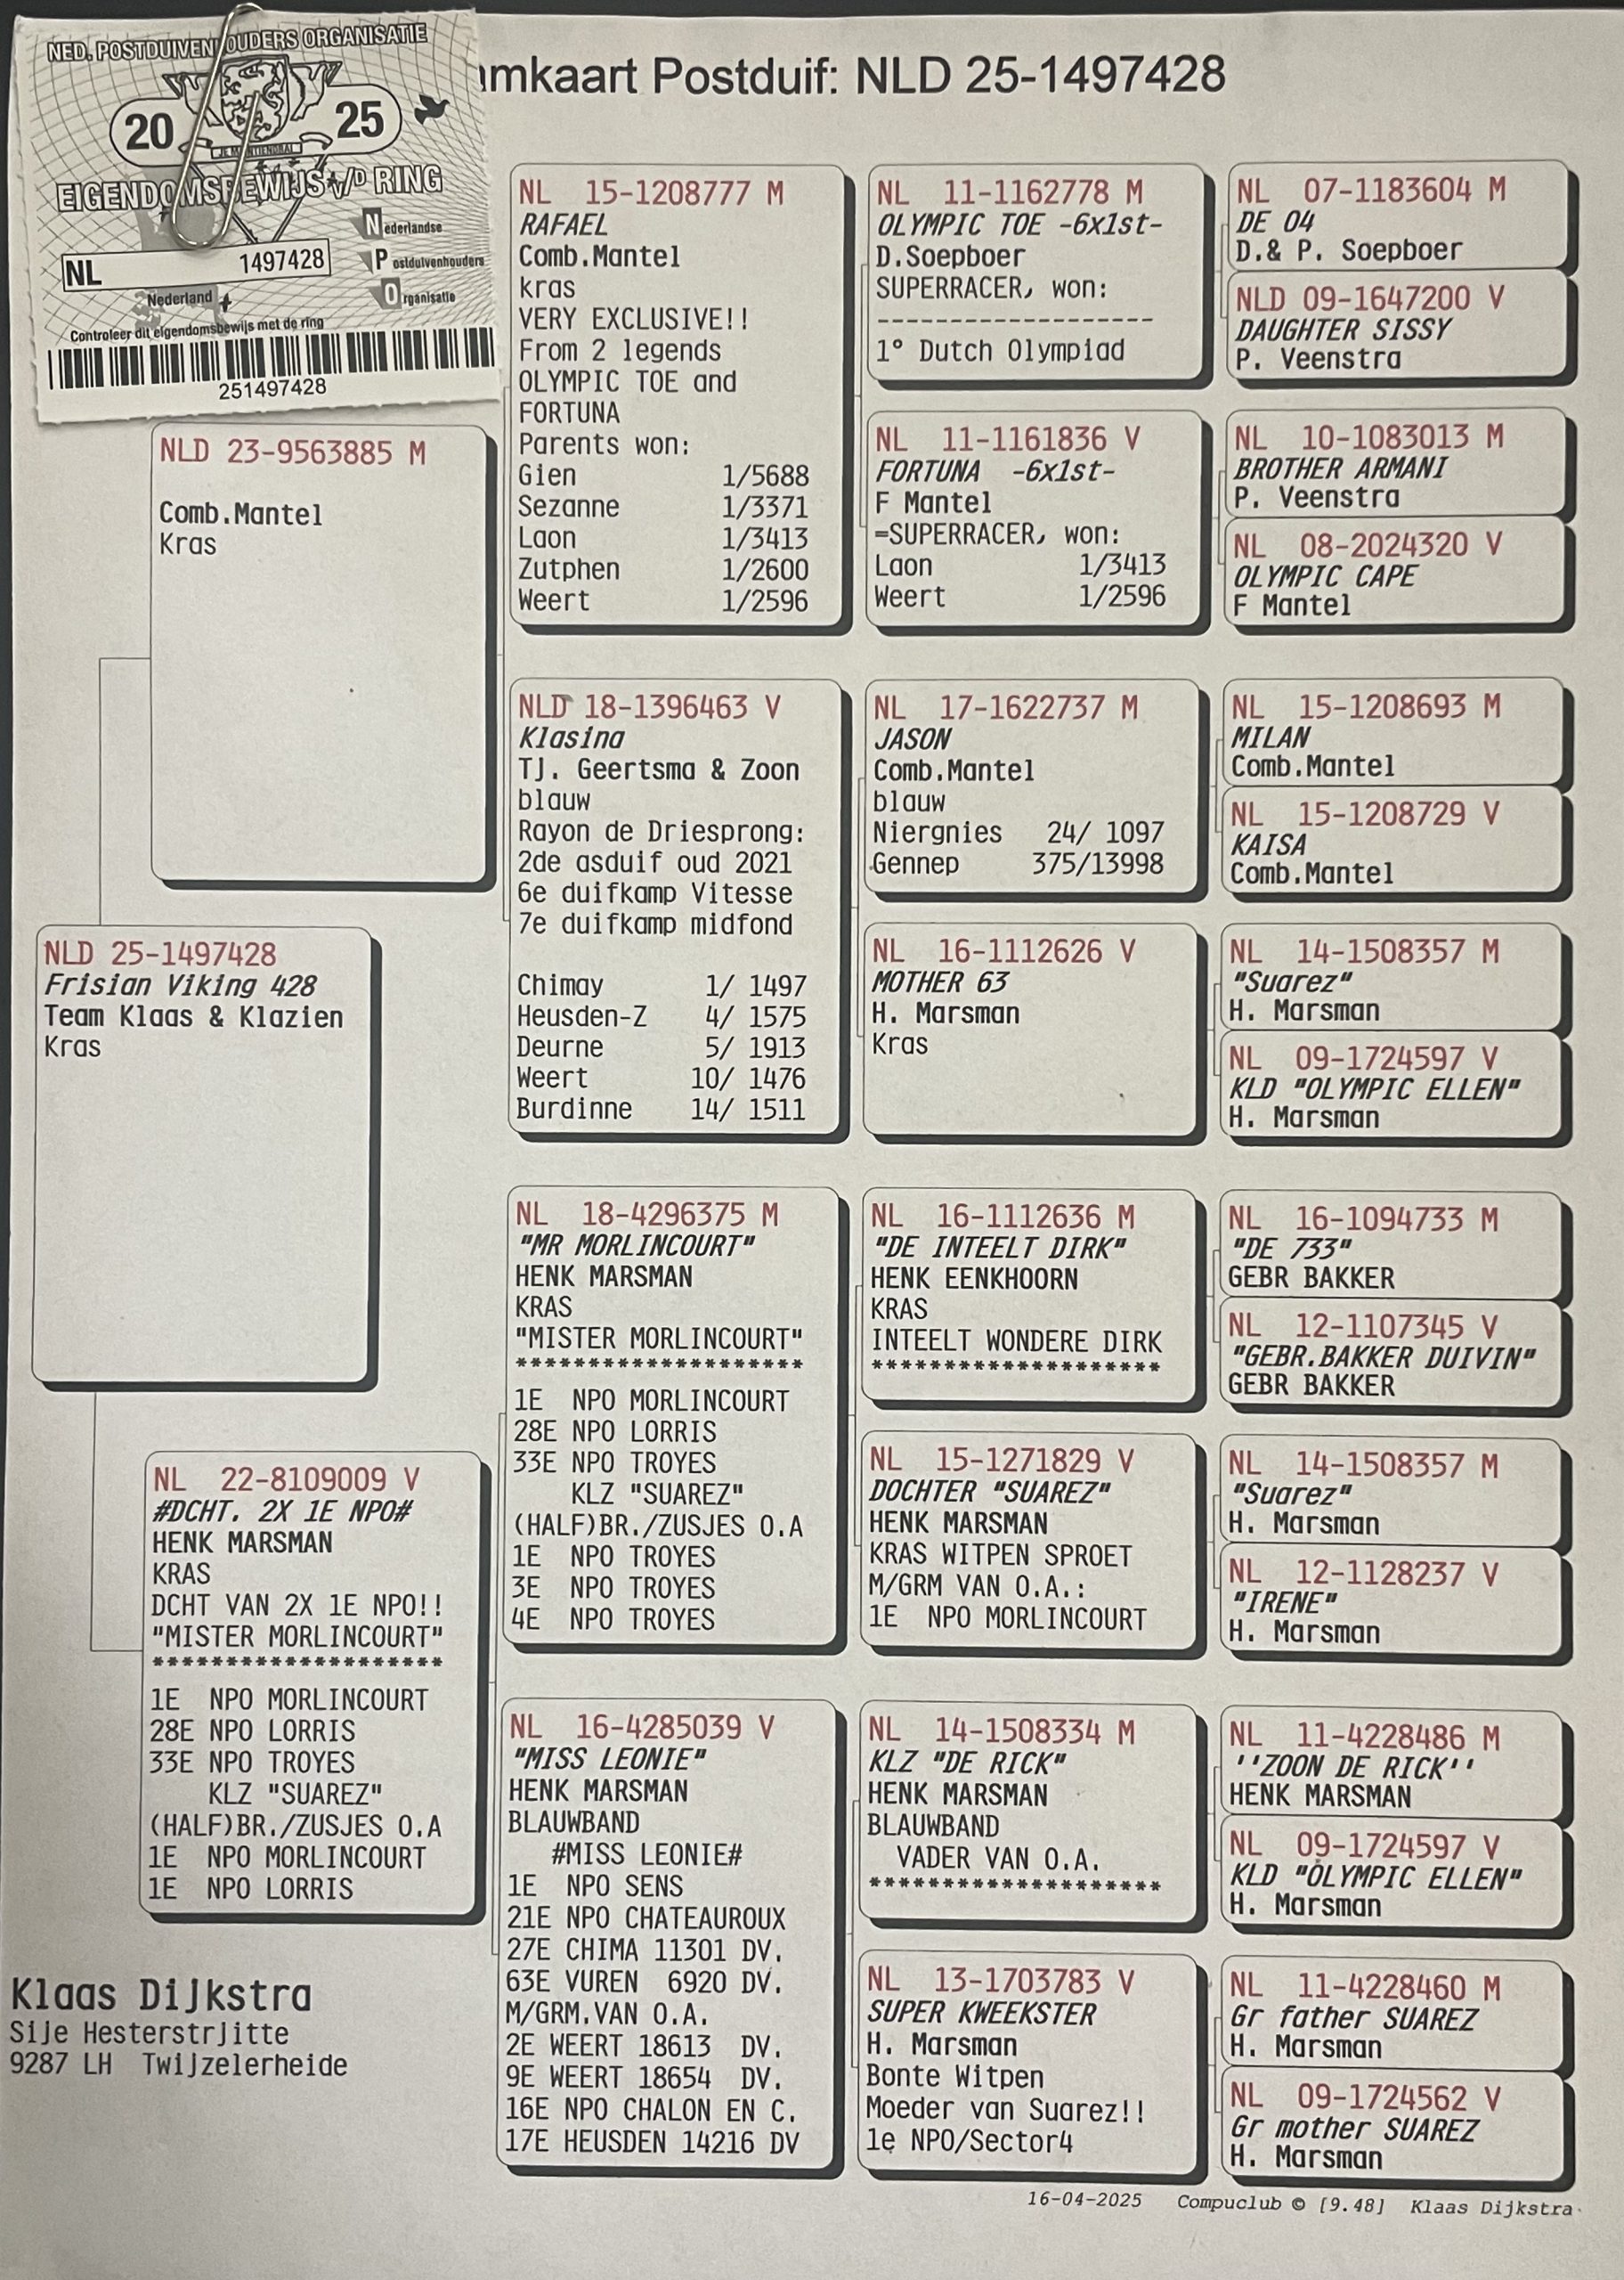 NED. POSTDUIVENHOUDERS ORGANISATIE
20 25
EIGENDOMSBEWIJS v/D RING
Nederlandse
Postduivenhouders
Organisatie
NL 1497428
Nederland
Controleer dit eigendomsbewijs met de ring
251497428
mkaart Postduif: NLD 25-1497428
NLD 25-1497428
Frisian Viking 428
Team Klaas & Klazien
Kras
NLD 23-9563885 M
Comb.Mantel
Kras
NL 22-8109009 V
#DCHT. 2X 1E NPO#
HENK MARSMAN
KRAS
DCHT VAN 2X 1E NPO!!
"MISTER MORLINCOURT"
********************
1E NPO MORLINCOURT
28E NPO LORRIS
33E NPO TROYES
KLZ "SUAREZ"
(HALF)BR./ZUSJES O.A
1E NPO MORLINCOURT
1E NPO LORRIS
NL 15-1208777 M
RAFAEL
Comb.Mantel
kras
VERY EXCLUSIVE!!
From 2 legends
OLYMPIC TOE and
FORTUNA
Parents won:
Gien 1/5688
Sezanne 1/3371
Laon 1/3413
Zutphen 1/2600
Weert 1/2596
NLD 18-1396463 V
Klasina
TJ. Geertsma & Zoon
blauw
Rayon de Driesprong:
2de asduif oud 2021
6e duifkamp Vitesse
7e duifkamp midfond
Chimay 1/ 1497
Heusden-Z 4/ 1575
Deurne 5/ 1913
Weert 10/ 1476
Burdinne 14/ 1511
NL 18-4296375 M
"MR MORLINCOURT"
HENK MARSMAN
KRAS
"MISTER MORLINCOURT"
********************
1E NPO MORLINCOURT
28E NPO LORRIS
33E NPO TROYES
KLZ "SUAREZ"
(HALF)BR./ZUSJES O.A
1E NPO TROYES
3E NPO TROYES
4E NPO TROYES
NL 16-4285039 V
"MISS LEONIE"
HENK MARSMAN
BLAUWBAND
#MISS LEONIE#
1E NPO SENS
21E NPO CHATEAUROUX
27E CHIMA 11301 DV.
63E VUREN 6920 DV.
M/GRM.VAN O.A.
2E WEERT 18613 DV.
9E WEERT 18654 DV.
16E NPO CHALON EN C.
17E HEUSDEN 14216 DV
NL 11-1162778 M
OLYMPIC TOE -6x1st-
D.Soepboer
SUPERRACER, won:
-------------------
1° Dutch Olympiad
NL 11-1161836 V
FORTUNA -6x1st-
F Mantel
=SUPERRACER, won:
Laon 1/3413
Weert 1/2596
NL 17-1622737 M
JASON
Comb.Mantel
blauw
Niergnies 24/ 1097
Gennep 375/13998
NL 16-1112626 V
MOTHER 63
H. Marsman
Kras
NL 16-1112636 M
"DE INTEELT DIRK"
HENK EENKHOORN
KRAS
INTEELT WONDERE DIRK
********************
NL 15-1271829 V
DOCHTER "SUAREZ"
HENK MARSMAN
KRAS WITPEN SPROET
M/GRM VAN O.A.:
1E NPO MORLINCOURT
NL 14-1508334 M
KLZ "DE RICK"
HENK MARSMAN
BLAUWBAND
VADER VAN O.A.
********************
NL 13-1703783 V
SUPER KWEEKSTER
H. Marsman
Bonte Witpen
Moeder van Suarez!!
1e NPO/Sector4
NL 07-1183604 M
DE 04
D.& P. Soepboer
NLD 09-1647200 V
DAUGHTER SISSY
P. Veenstra
NL 10-1083013 M
BROTHER ARMANI
P. Veenstra
NL 08-2024320 V
OLYMPIC CAPE
F Mantel
NL 15-1208693 M
MILAN
Comb.Mantel
NL 15-1208729 V
KAISA
Comb.Mantel
NL 14-1508357 M
"Suarez"
H. Marsman
NL 09-1724597 V
KLD "OLYMPIC ELLEN"
H. Marsman
NL 16-1094733 M
"DE 733"
GEBR BAKKER
NL 12-1107345 V
"GEBR.BAKKER DUIVIN"
GEBR BAKKER
NL 14-1508357 M
"Suarez"
H. Marsman
NL 12-1128237 V
"IRENE"
H. Marsman
NL 11-4228486 M
''ZOON DE RICK''
HENK MARSMAN
NL 09-1724597 V
KLD "OLYMPIC ELLEN"
H. Marsman
NL 11-4228460 M
Gr father SUAREZ
H. Marsman
NL 09-1724562 V
Gr mother SUAREZ
H. Marsman
Klaas Dijkstra
Sije Hesterstrjitte
9287 LH Twijzelerheide
16-04-2025 Compuclub © [9.48] Klaas Dijkstra